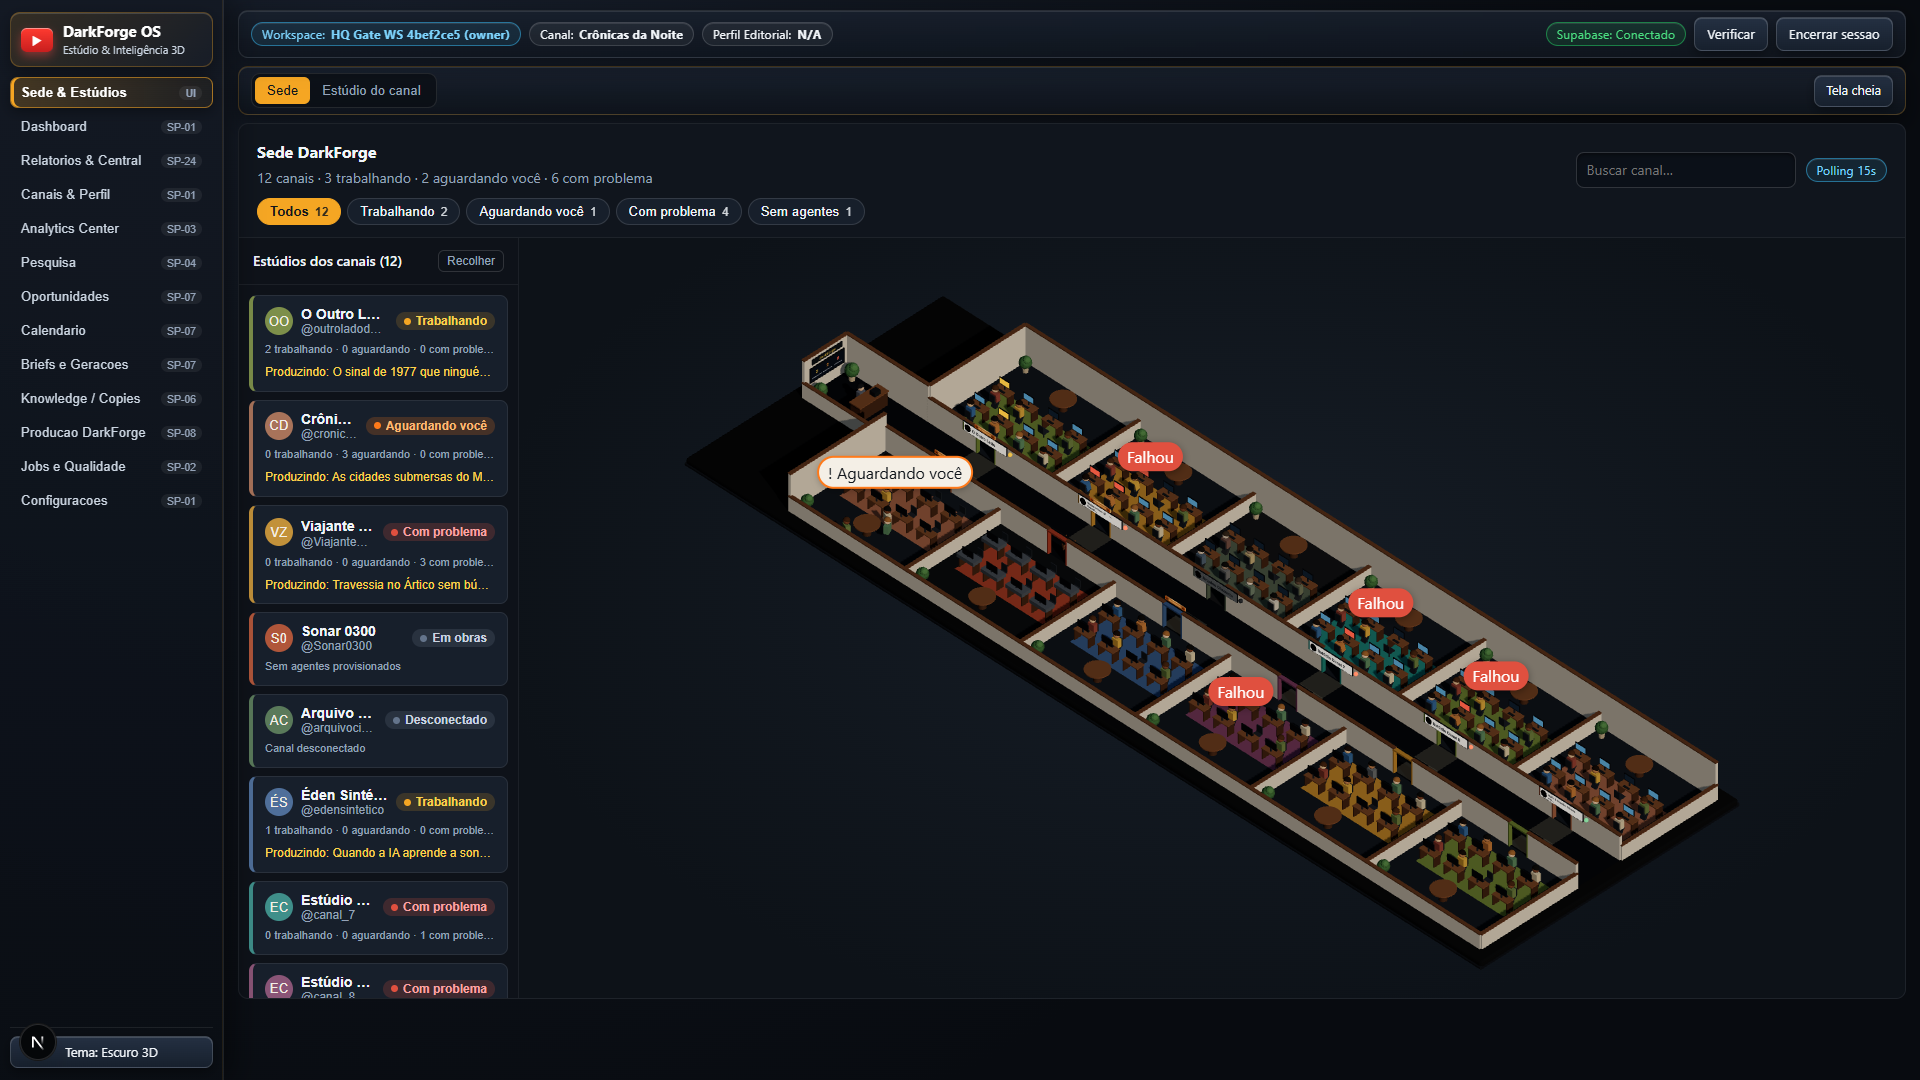 DarkForge OS
Estúdio & Inteligência 3D
Sede & Estúdios UI
Dashboard SP-01
Relatorios & Central SP-24
Canais & Perfil SP-01
Analytics Center SP-03
Pesquisa SP-04
Oportunidades SP-07
Calendario SP-07
Briefs e Geracoes SP-07
Knowledge / Copies SP-06
Producao DarkForge SP-08
Jobs e Qualidade SP-02
Configuracoes SP-01
N
Tema: Escuro 3D
Workspace: HQ Gate WS 4bef2ce5 (owner)
Canal: Crônicas da Noite
Perfil Editorial: N/A
Supabase: Conectado
Verificar
Encerrar sessao
Sede
Estúdio do canal
Tela cheia
Sede DarkForge
12 canais · 3 trabalhando · 2 aguardando você · 6 com problema
Buscar canal...
Polling 15s
Todos 12
Trabalhando 2
Aguardando você 1
Com problema 4
Sem agentes 1
Estúdios dos canais (12)
Recolher
OO
O Outro L...
@outroladod...
Trabalhando
2 trabalhando · 0 aguardando · 0 com proble...
Produzindo: O sinal de 1977 que ningué...
CD
Crôni...
@cronic...
Aguardando você
0 trabalhando · 3 aguardando · 0 com proble...
Produzindo: As cidades submersas do M...
VZ
Viajante ...
@Viajante...
Com problema
0 trabalhando · 0 aguardando · 3 com proble...
Produzindo: Travessia no Ártico sem bú...
S0
Sonar 0300
@Sonar0300
Em obras
Sem agentes provisionados
AC
Arquivo ...
@arquivoci...
Desconectado
Canal desconectado
ÉS
Éden Sinté...
@edensintetico
Trabalhando
1 trabalhando · 0 aguardando · 0 com proble...
Produzindo: Quando a IA aprende a son...
EC
Estúdio ...
@canal_7
Com problema
0 trabalhando · 0 aguardando · 1 com proble...
EC
Estúdio ...
@canal_8
Com problema
! Aguardando você
Falhou
Falhou
Falhou
Falhou